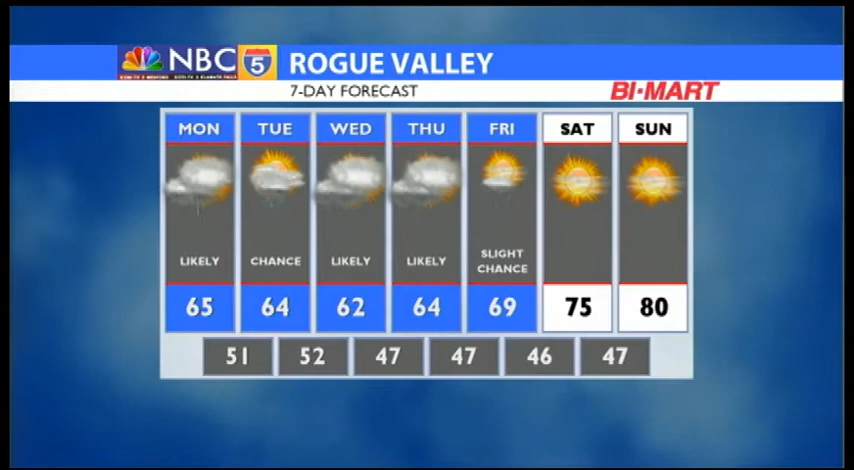 NBC 5 ROGUE VALLEY
7-DAY FORECAST BI-MART
MON TUE WED THU FRI SAT SUN
LIKELY CHANCE LIKELY LIKELY SLIGHT CHANCE
65 64 62 64 69 75 80
51 52 47 47 46 47